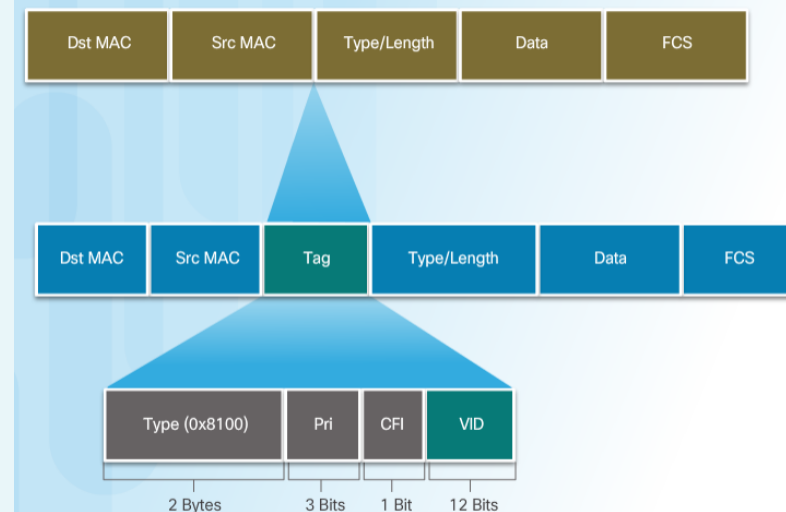 Dst MAC Src MAC Type/Length Data FCS
Dst MAC Src MAC Tag Type/Length Data FCS
Type (0x8100) Pri CFI VID
2 Bytes 3 Bits 1 Bit 12 Bits